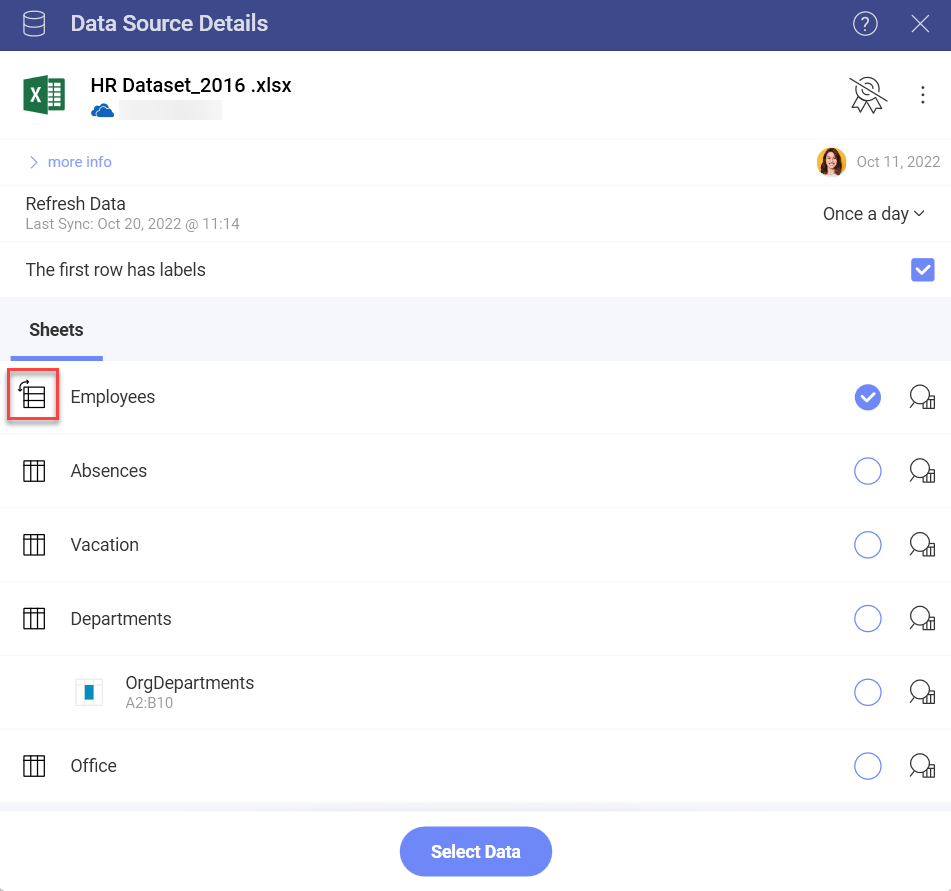 Data Source Details
HR Dataset_2016 .xlsx
more info
Oct 11, 2022
Refresh Data
Last Sync: Oct 20, 2022 @ 11:14
Once a day
The first row has labels
Sheets
Employees
Absences
Vacation
Departments
OrgDepartments
A2:B10
Office
Select Data